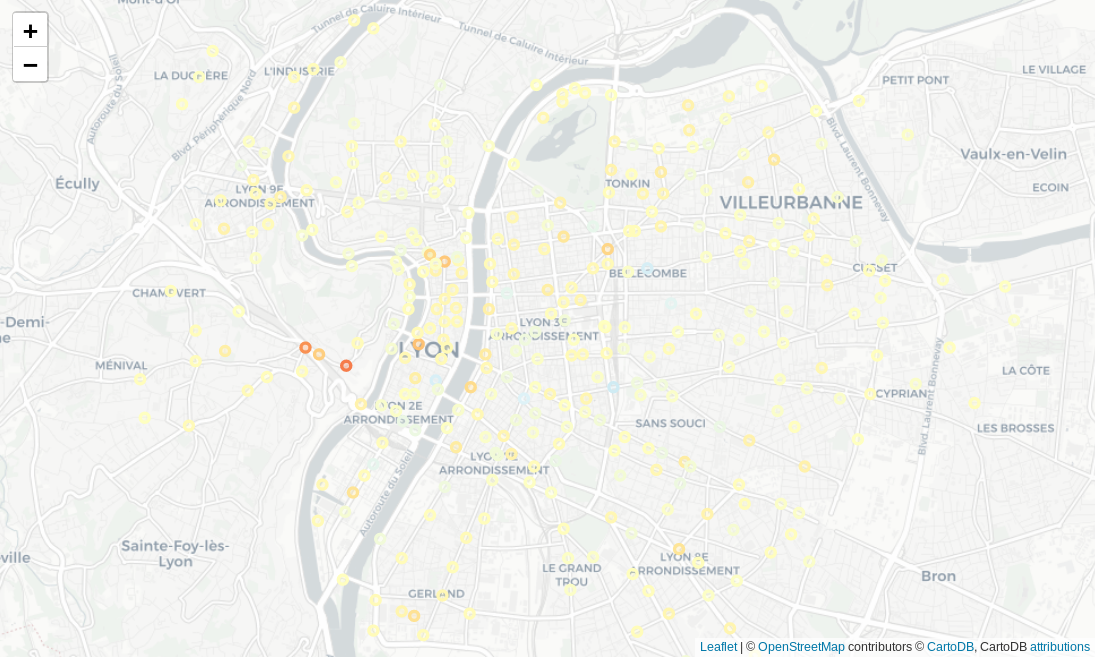 Mont-d'Or
Tunnel de Caluire Intérieur
Tunnel de Caluire Intérieur
+
−
Autoroute du Soleil
LA DUCHÈRE
L'INDUSTRIE
Blvd. Périphérique Nord
PETIT PONT
LE VILLAGE
Blvd. Laurent Bonnevay
Vaulx-en-Velin
Écully
LYON 9E
ARRONDISSEMENT
TONKIN
VILLEURBANNE
ECOIN
CHAMPVERT
BELLECOMBE
CUSSET
-Demi-
LYON 3E
ARRONDISSEMENT
LYON
MÉNIVAL
LA CÔTE
Blvd. Laurent Bonnevay
CYPRIAN
LYON 2E
ARRONDISSEMENT
SANS SOUCI
LES BROSSES
LYON 7E
ARRONDISSEMENT
Autoroute du Soleil
Sainte-Foy-lès-
Lyon
LE GRAND
TROU
LYON 8E
ARRONDISSEMENT
Bron
GERLAND
Leaflet | © OpenStreetMap contributors © CartoDB, CartoDB attributions